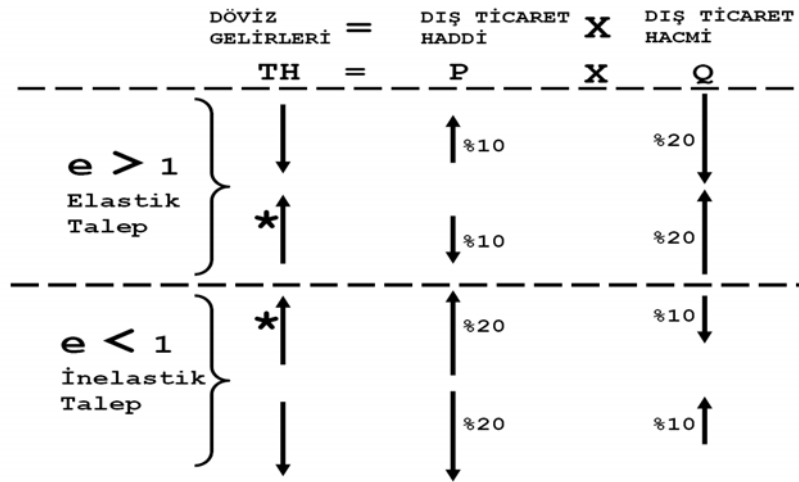 DÖVİZ GELİRLERİ = DIŞ TİCARET HADDİ X DIŞ TİCARET HACMİ
TH = P X Q
%10 %20
e > 1
Elastik
Talep
* %10 %20
* %20 %10
e < 1
İnelastik
Talep
%20 %10